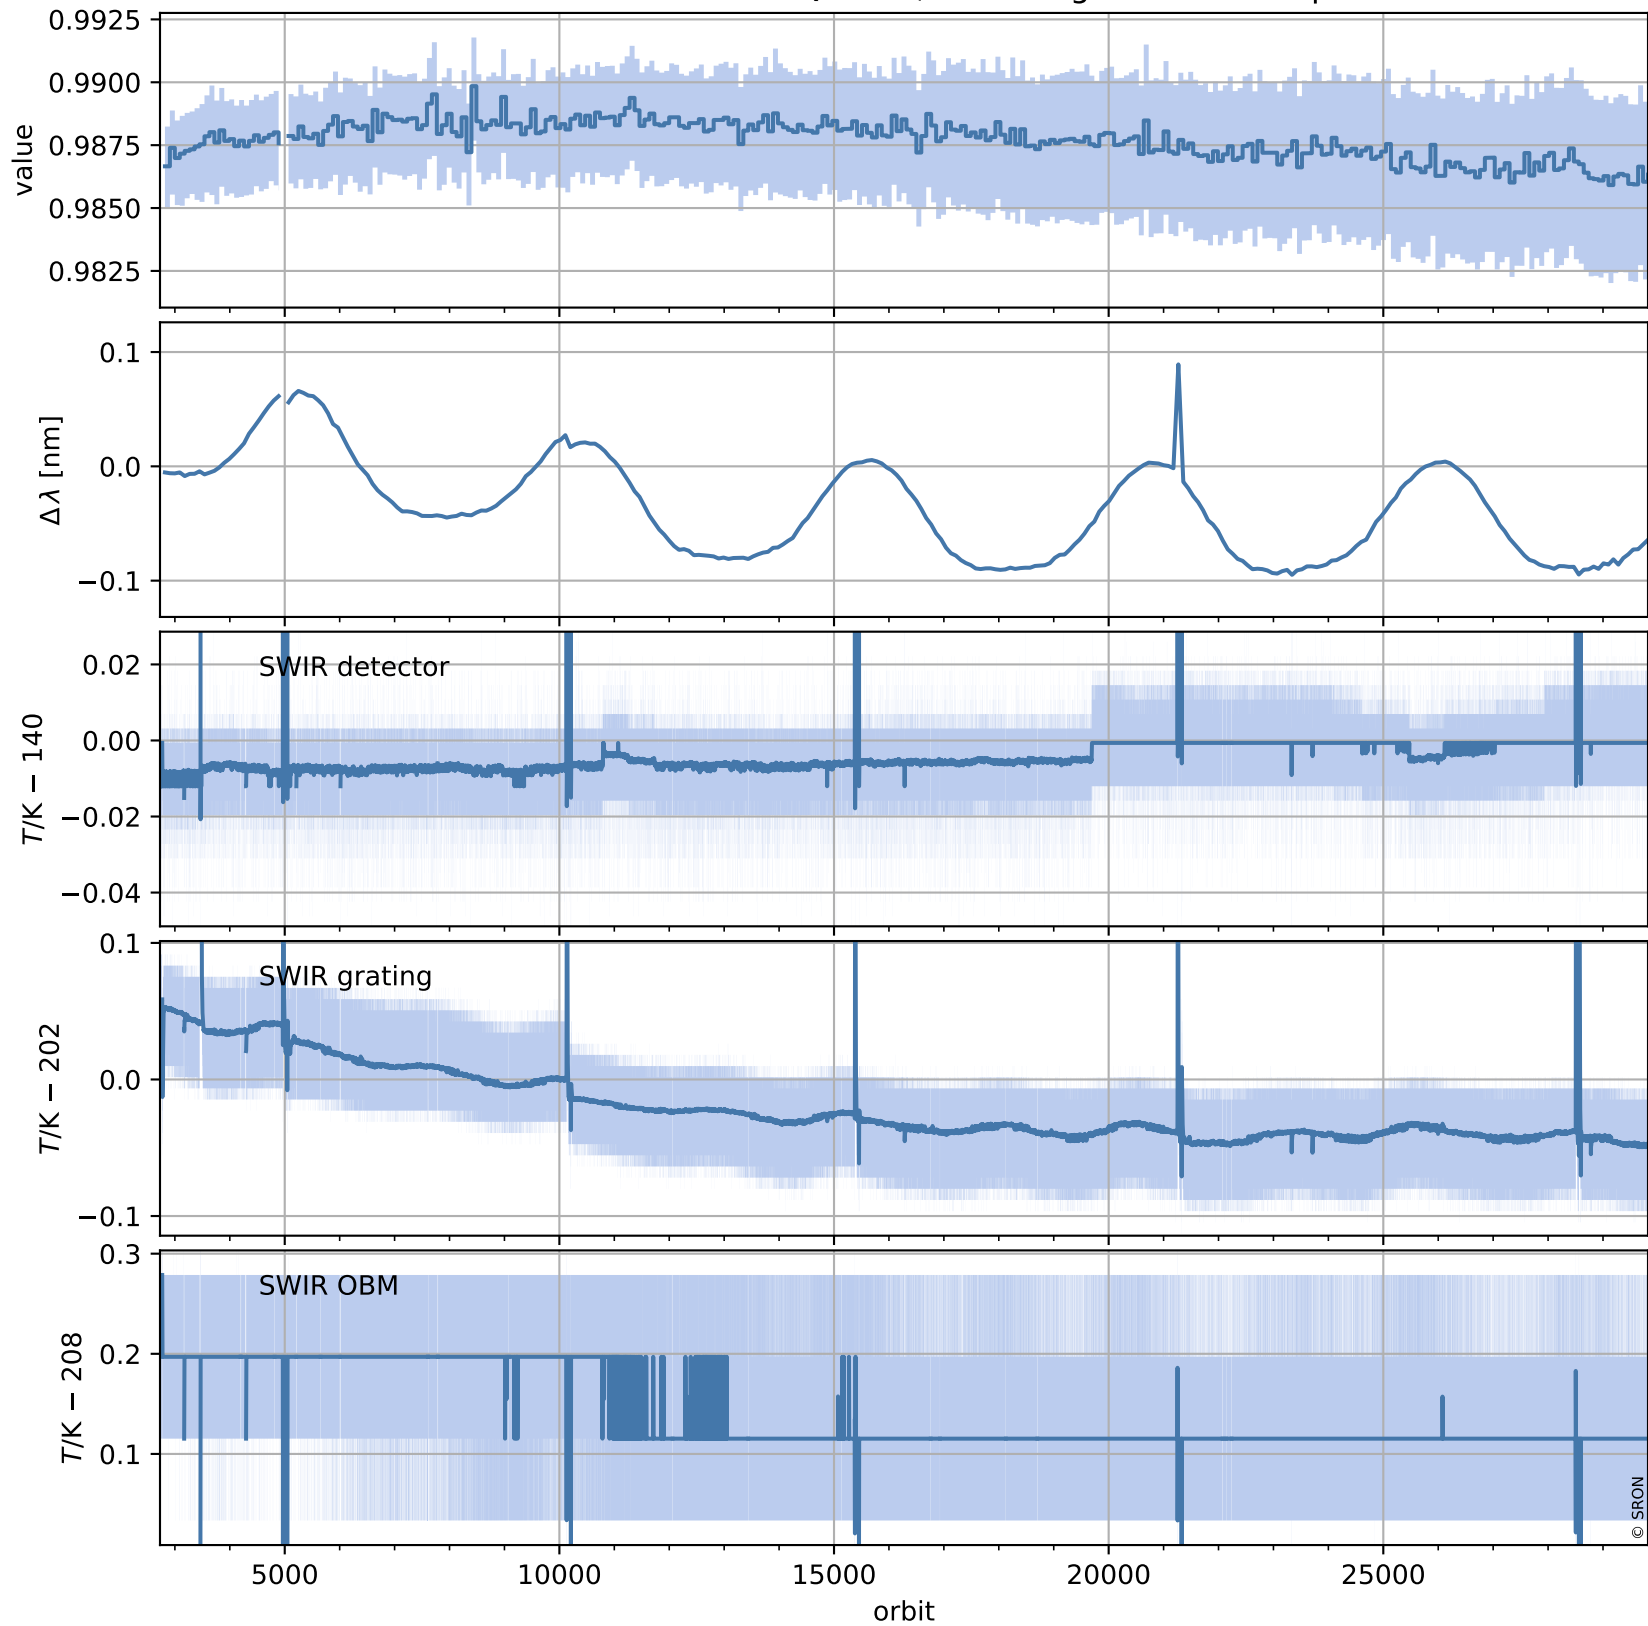 0.9925
0.9900
0.9875
0.9850
0.9825
value
0.1
0.0
−0.1
Δ λ [nm]
SWIR detector
0.02
0.00
−0.02
−0.04
T/K − 140
SWIR grating
0.1
0.0
−0.1
T/K − 202
SWIR OBM
0.3
0.2
0.1
T/K − 208
© SRON
5000 10000 15000 20000 25000
orbit